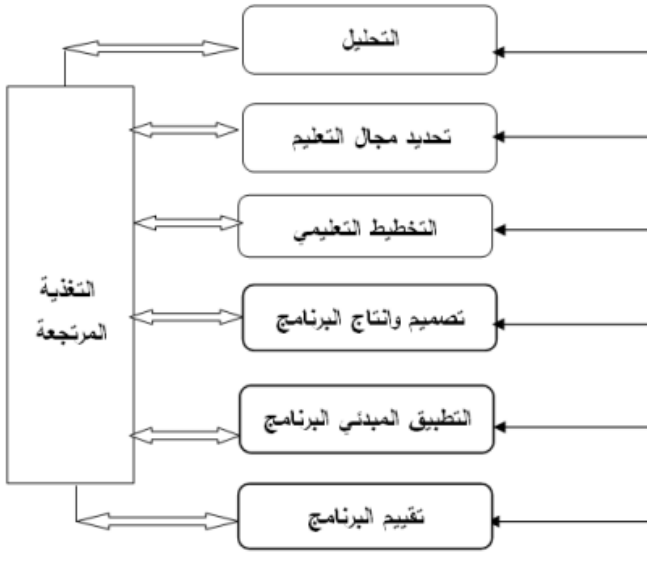 التحليل
تحديد مجال التعليم
التخطيط التعليمي
تصميم وانتاج البرنامج
التطبيق المبدئي البرنامج
تقييم البرنامج
التغذية
المرتجعة